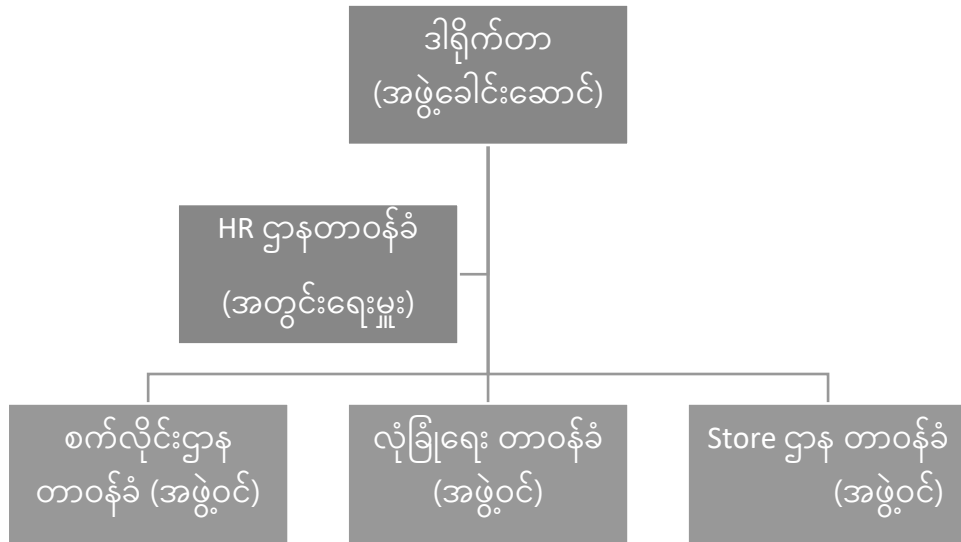 ဒါရိုက်တာ
(အဖွဲ့ခေါင်းဆောင်)
HR ဌာနတာဝန်ခံ
(အတွင်းရေးမှူး)
စက်လိုင်းဌာန
တာဝန်ခံ (အဖွဲ့ဝင်)
လုံခြုံရေး တာဝန်ခံ
(အဖွဲ့ဝင်)
Store ဌာန တာဝန်ခံ
(အဖွဲ့ဝင်)